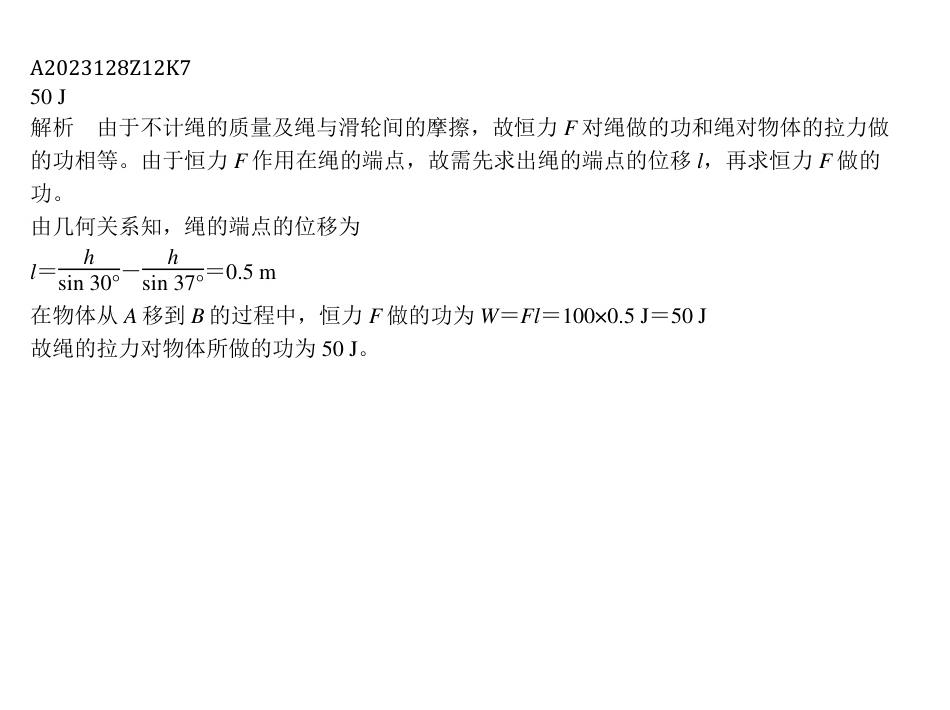 A2023128Z12K7
50 J
解析　由于不计绳的质量及绳与滑轮间的摩擦，故恒力 F 对绳做的功和绳对物体的拉力做
的功相等。由于恒力 F 作用在绳的端点，故需先求出绳的端点的位移 l，再求恒力 F 做的
功。
由几何关系知，绳的端点的位移为
l＝h/sin 30°－h/sin 37°＝0.5 m
在物体从 A 移到 B 的过程中，恒力 F 做的功为 W＝Fl＝100×0.5 J＝50 J
故绳的拉力对物体所做的功为 50 J。